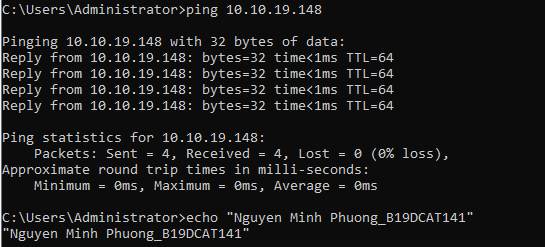 C:\Users\Administrator>ping 10.10.19.148
Pinging 10.10.19.148 with 32 bytes of data:
Reply from 10.10.19.148: bytes=32 time<1ms TTL=64
Reply from 10.10.19.148: bytes=32 time<1ms TTL=64
Reply from 10.10.19.148: bytes=32 time<1ms TTL=64
Reply from 10.10.19.148: bytes=32 time<1ms TTL=64
Ping statistics for 10.10.19.148:
    Packets: Sent = 4, Received = 4, Lost = 0 (0% loss),
Approximate round trip times in milli-seconds:
    Minimum = 0ms, Maximum = 0ms, Average = 0ms
C:\Users\Administrator>echo "Nguyen Minh Phuong_B19DCAT141"
"Nguyen Minh Phuong_B19DCAT141"